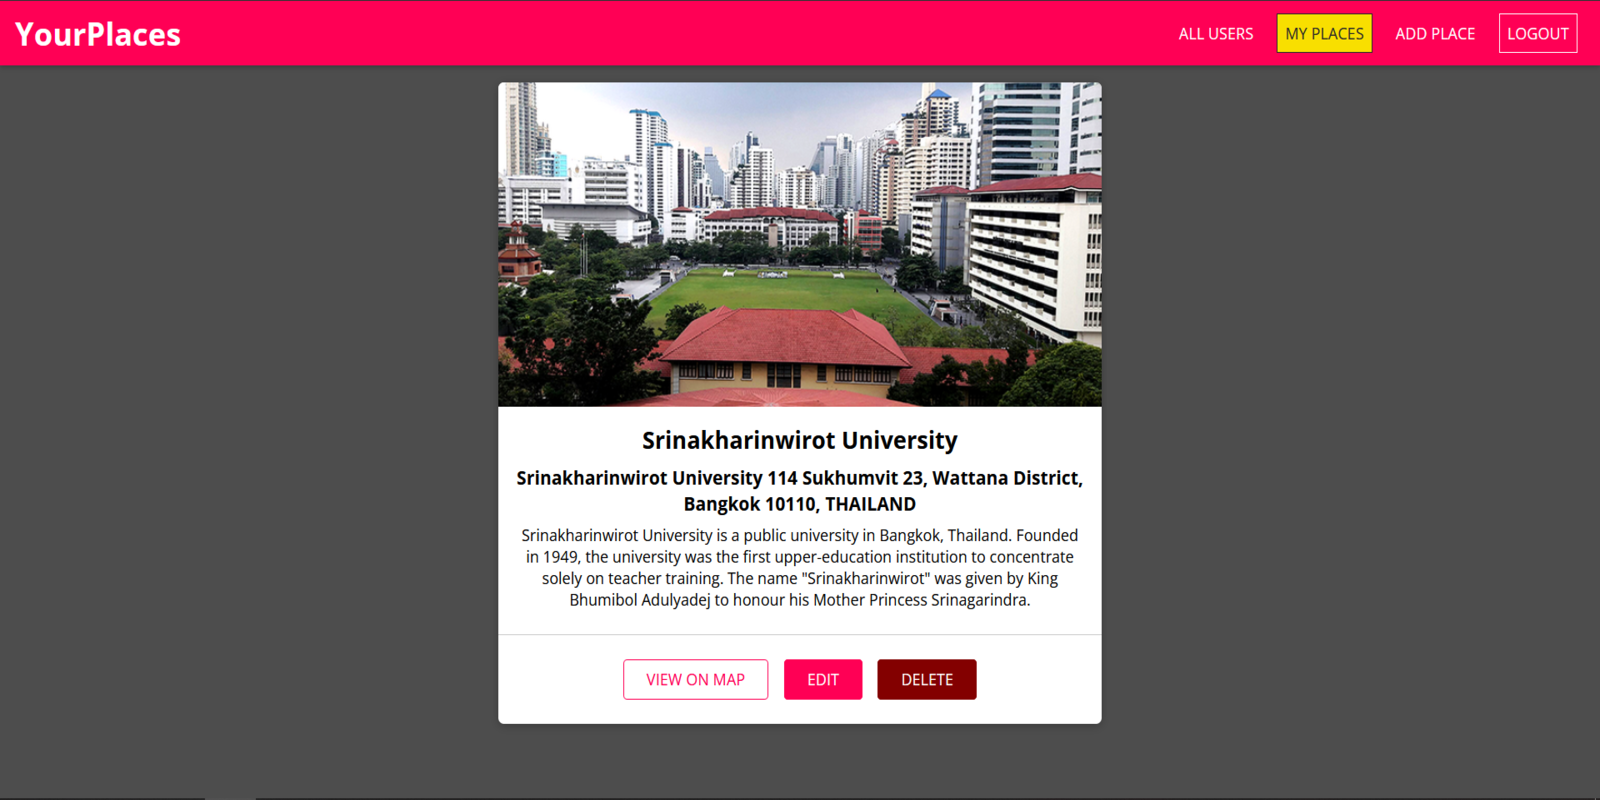 YourPlaces
ALL USERS
MY PLACES
ADD PLACE
LOGOUT
Srinakharinwirot University
Srinakharinwirot University 114 Sukhumvit 23, Wattana District,
Bangkok 10110, THAILAND
Srinakharinwirot University is a public university in Bangkok, Thailand. Founded
in 1949, the university was the first upper-education institution to concentrate
solely on teacher training. The name "Srinakharinwirot" was given by King
Bhumibol Adulyadej to honour his Mother Princess Srinagarindra.
VIEW ON MAP
EDIT
DELETE